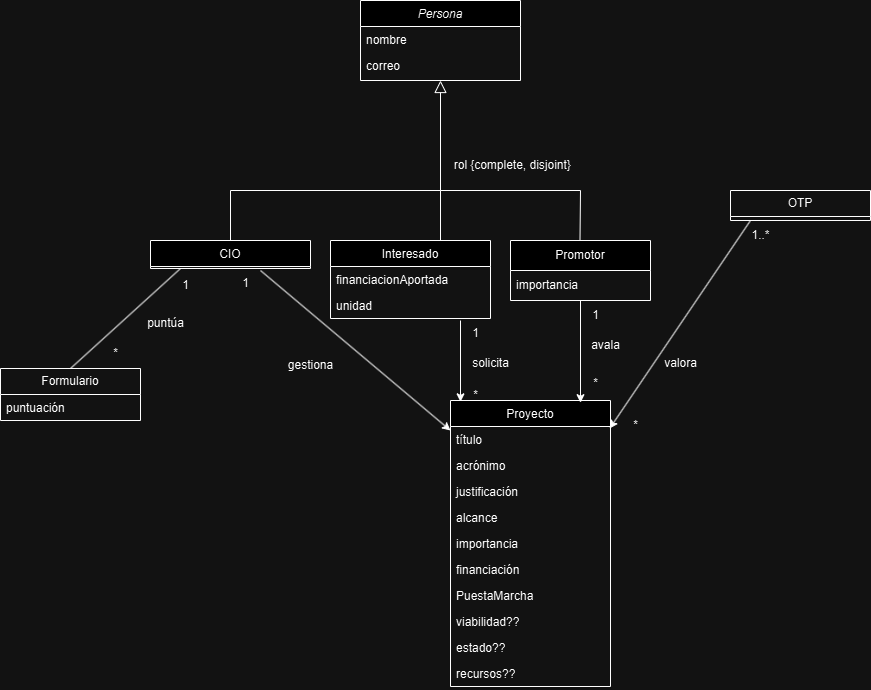 Persona
nombre
correo
rol {complete, disjoint}
OTP
1..*
CIO
Interesado
financiacionAportada
unidad
Promotor
importancia
1
1
puntúa
*
gestiona
1
solicita
*
1
avala
*
valora
*
Formulario
puntuación
Proyecto
título
acrónimo
justificación
alcance
importancia
financiación
PuestaMarcha
viabilidad??
estado??
recursos??